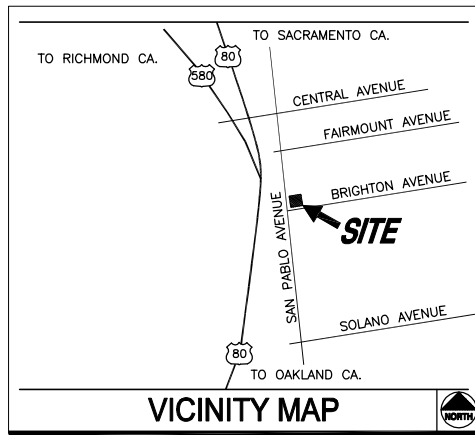 TO SACRAMENTO CA.
80
TO RICHMOND CA.
580
CENTRAL AVENUE
FAIRMOUNT AVENUE
BRIGHTON AVENUE
SITE
SAN PABLO AVENUE
SOLANO AVENUE
80
TO OAKLAND CA.
VICINITY MAP
NORTH